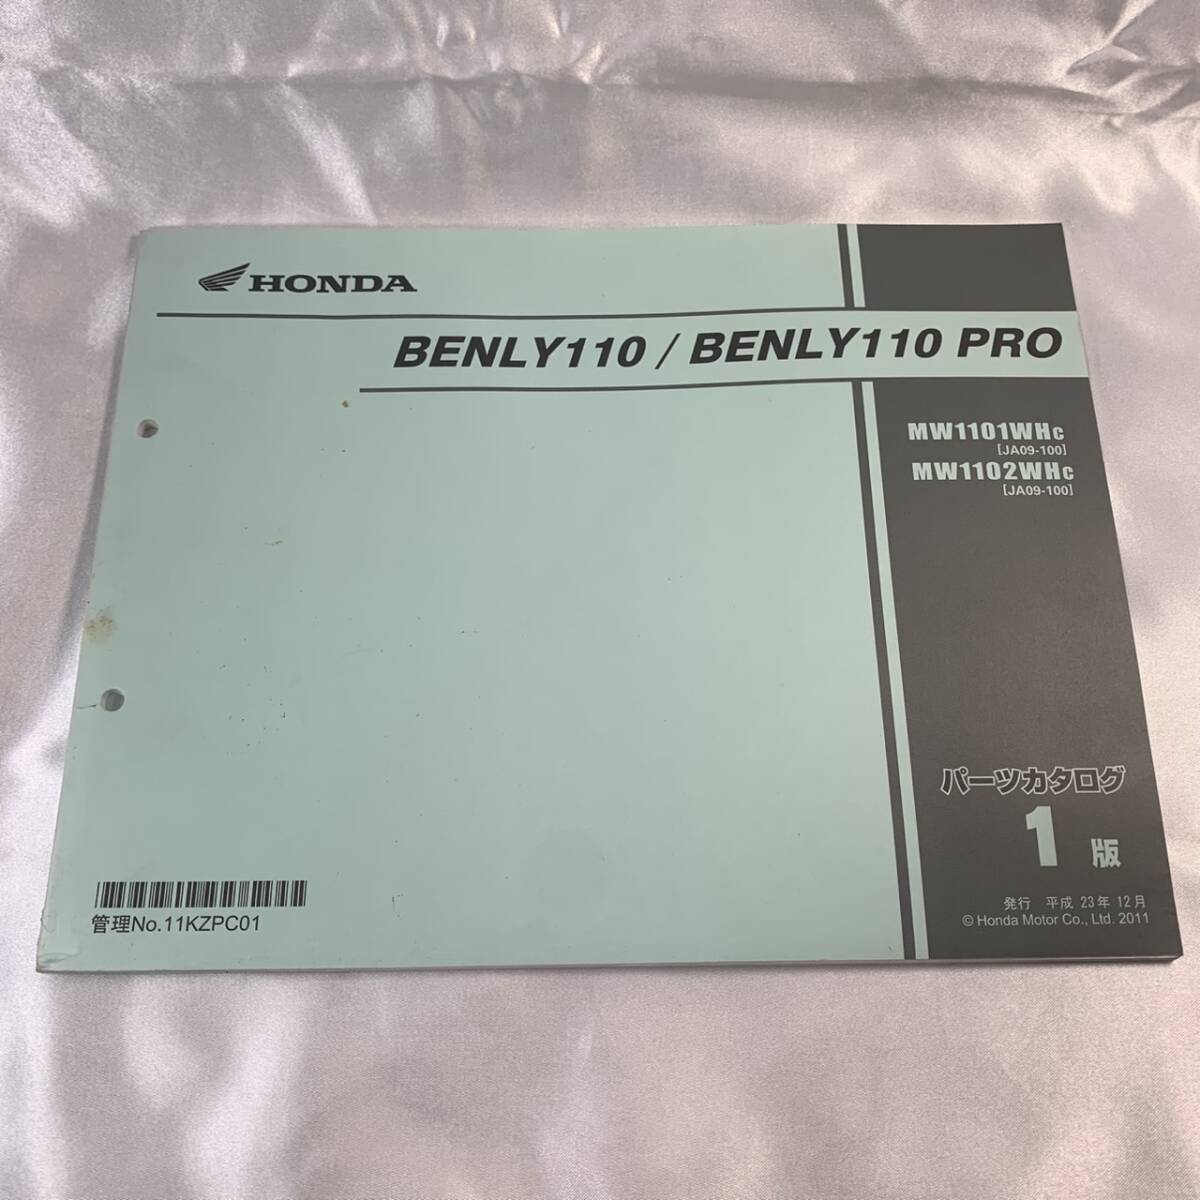 HONDA
BENLY110 / BENLY110 PRO
MW1101WHC
[JA09-100]
MW1102WHC
[JA09-100]
パーツカタログ
1 版
発行 平成 23年 12月
© Honda Motor Co., Ltd. 2011
管理No.11KZPC01